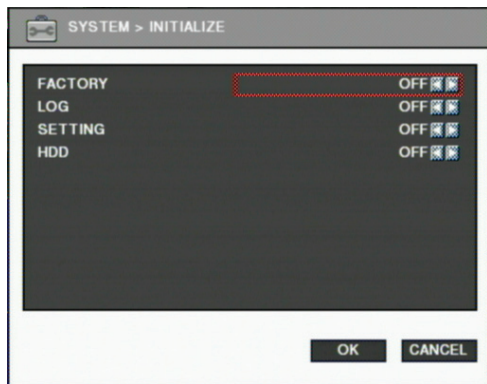 SYSTEM > INITIALIZE
FACTORY OFF
LOG OFF
SETTING OFF
HDD OFF
OK CANCEL